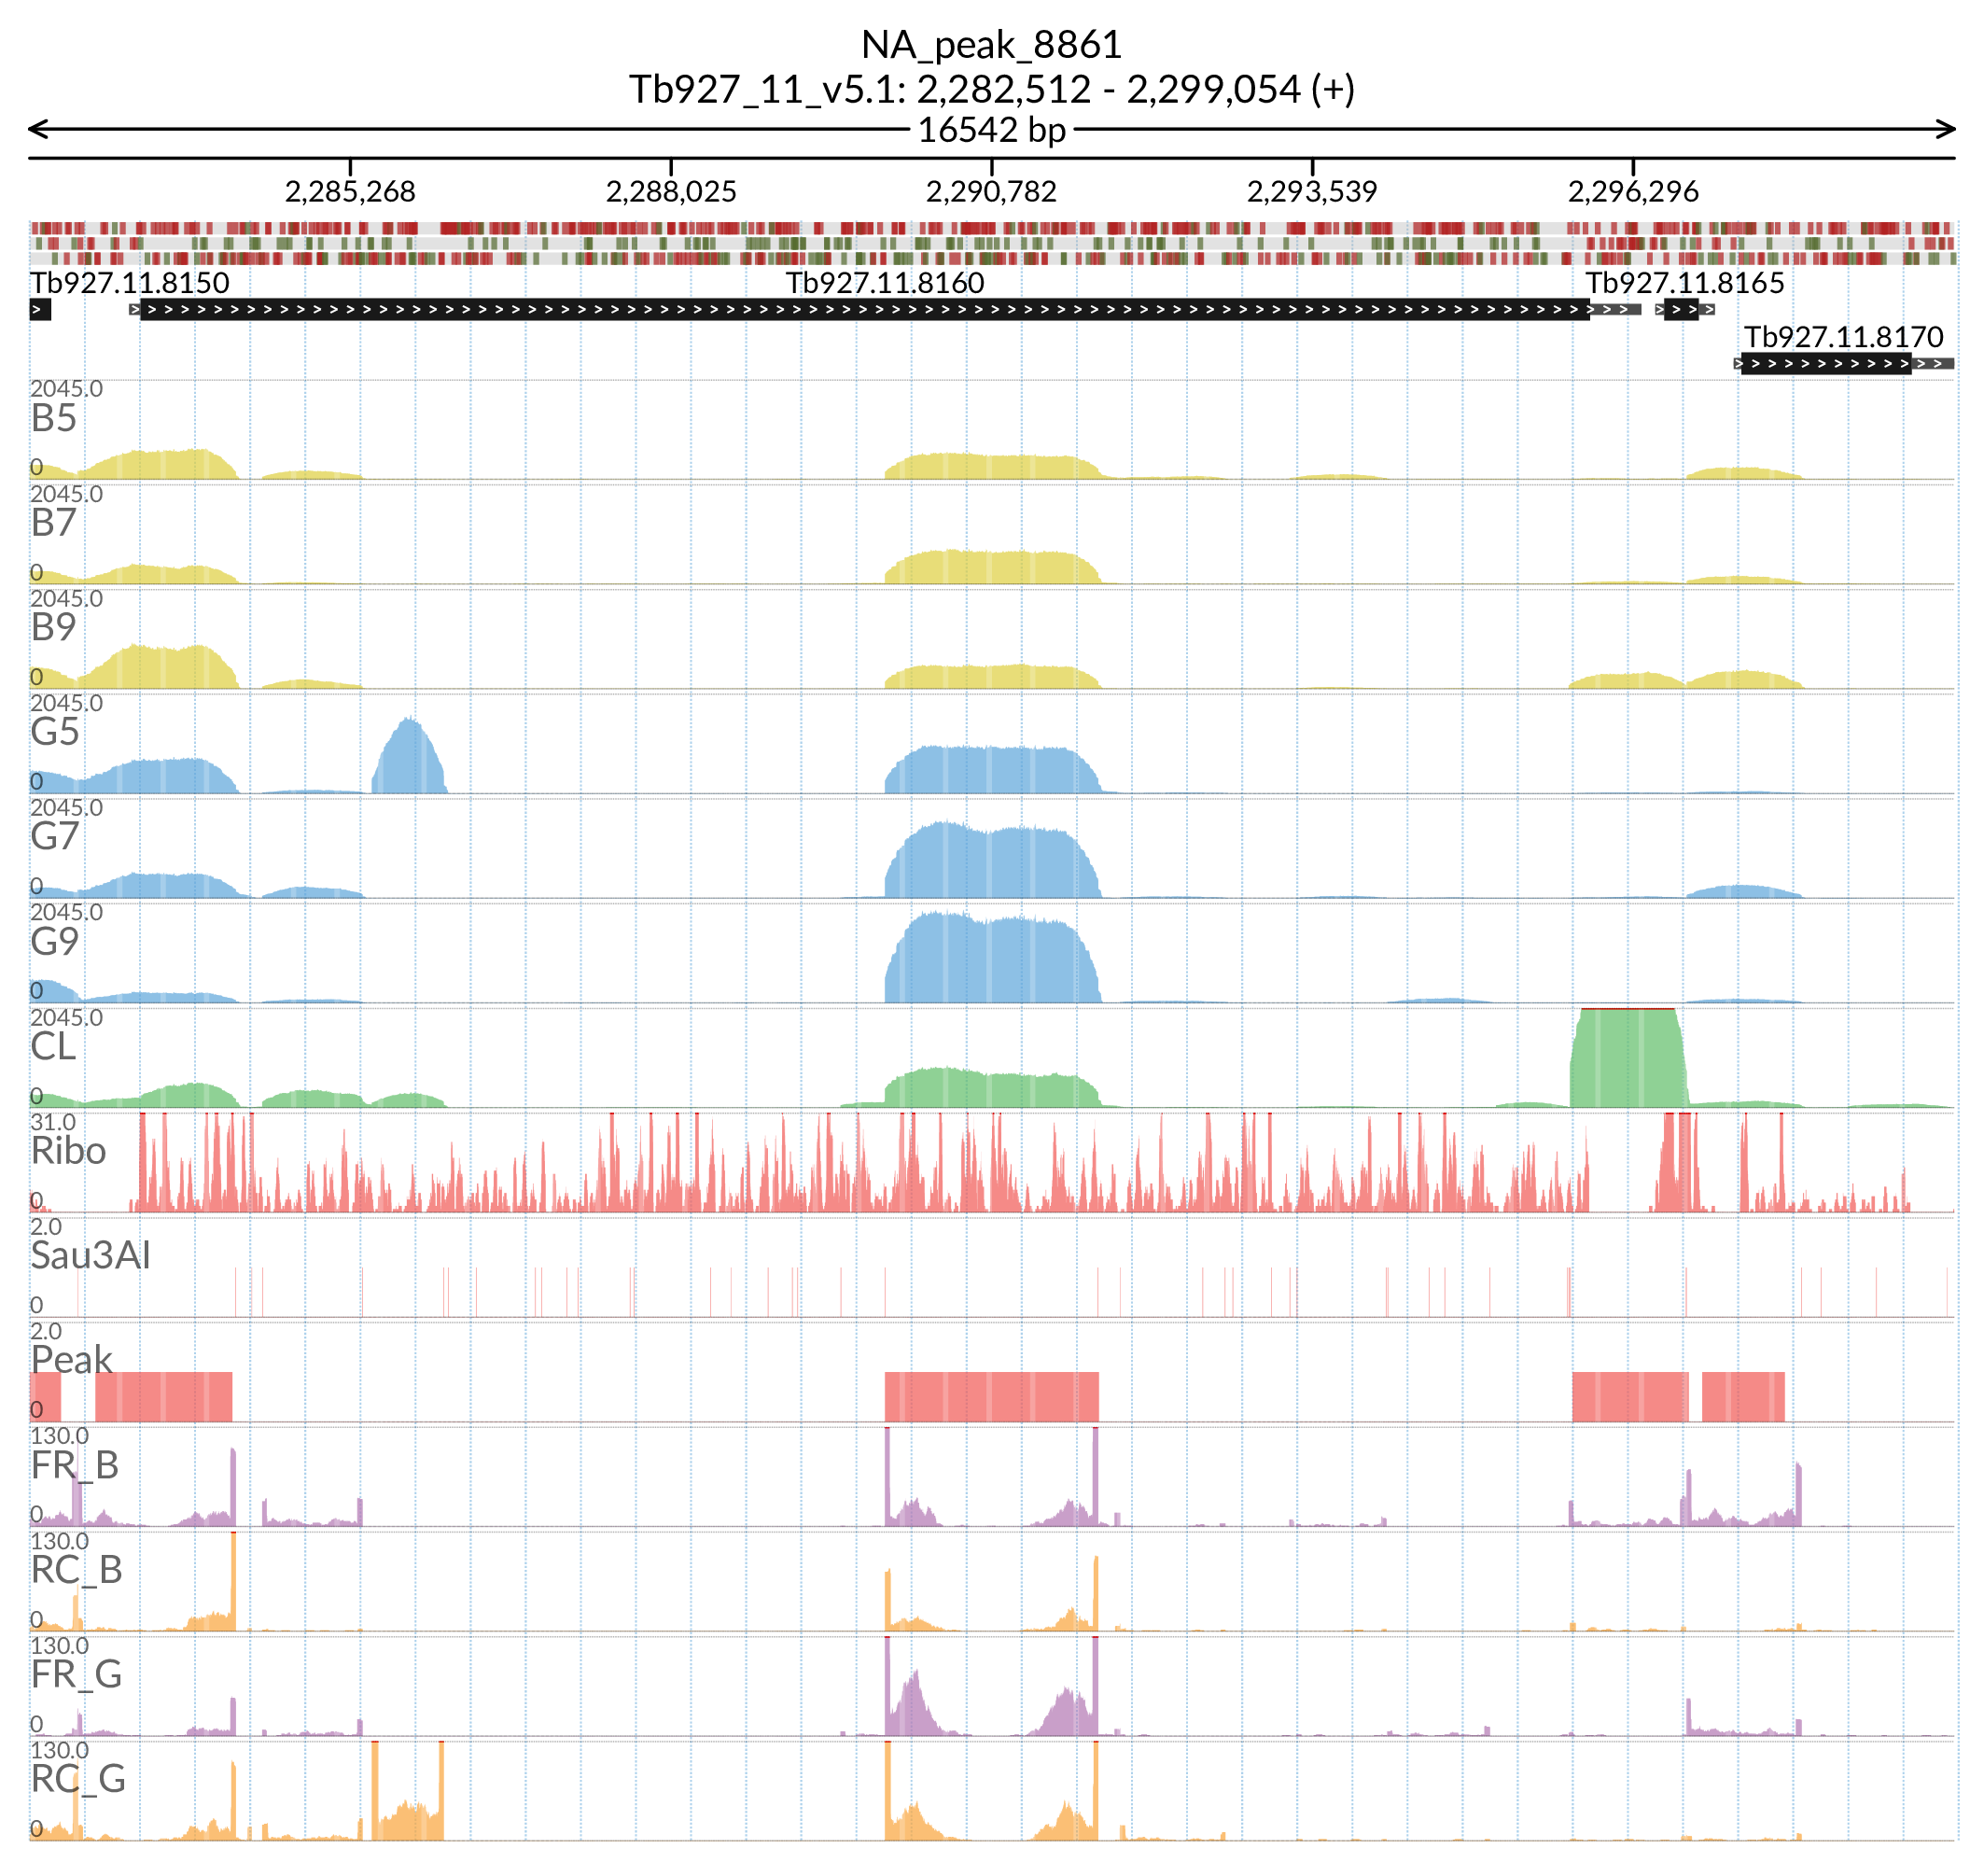 NA_peak_8861
Tb927_11_v5.1: 2,282,512 - 2,299,054 (+)
16542 bp
2,285,268 2,288,025 2,290,782 2,293,539 2,296,296
Tb927.11.8150 Tb927.11.8160 Tb927.11.8165
Tb927.11.8170
2045.0
B5
0
2045.0
B7
0
2045.0
B9
0
2045.0
G5
0
2045.0
G7
0
2045.0
G9
0
2045.0
CL
0
31.0
Ribo
0
2.0
Sau3AI
0
2.0
Peak
0
130.0
FR_B
0
130.0
RC_B
0
130.0
FR_G
0
130.0
RC_G
0